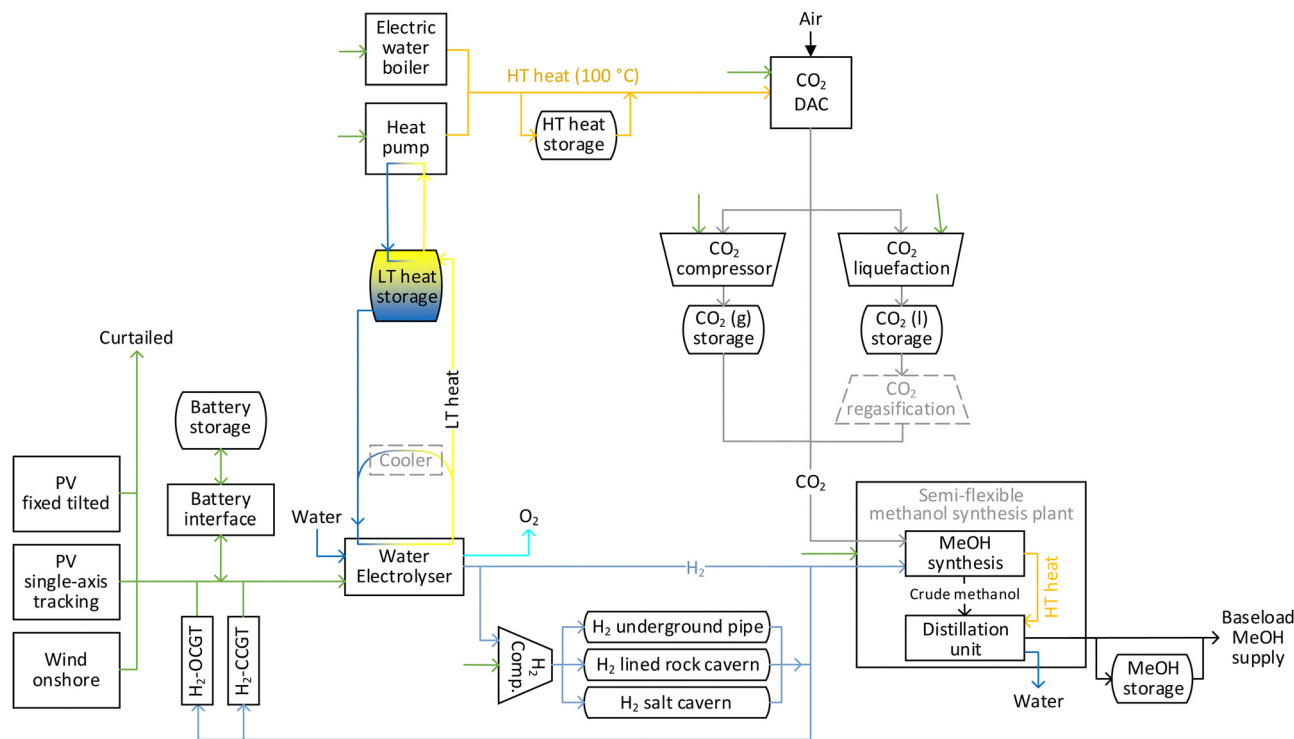 Electric
water
boiler
Air
HT heat (100 °C)
CO₂
DAC
Heat
pump
HT heat
storage
CO₂
compressor
CO₂
liquefaction
LT heat
storage
CO₂ (g)
storage
CO₂ (l)
storage
Curtailed
CO₂
regasification
LT heat
Battery
storage
Cooler
PV
fixed tilted
Battery
interface
Water
O₂
CO₂
Semi-flexible
methanol synthesis plant
Water
Electrolyser
H₂
MeOH
synthesis
HT heat
Crude methanol
PV
single-axis
tracking
Distillation
unit
Baseload
MeOH
supply
Wind
onshore
H₂-OCGT
H₂-CCGT
H₂
Comp.
H₂ underground pipe
H₂ lined rock cavern
H₂ salt cavern
Water
MeOH
storage